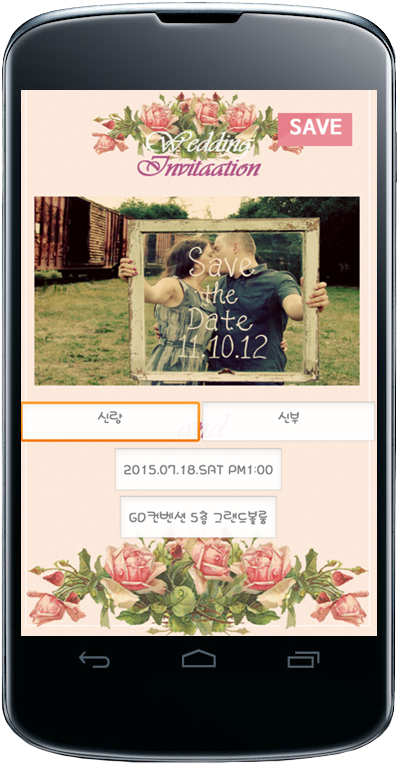 SAVE
Wedding
Invitaation
Save
the
Date
11.10.12
신랑
신부
and
2015.07.18.SAT PM1:00
GD컨벤션 5층 그랜드볼룸